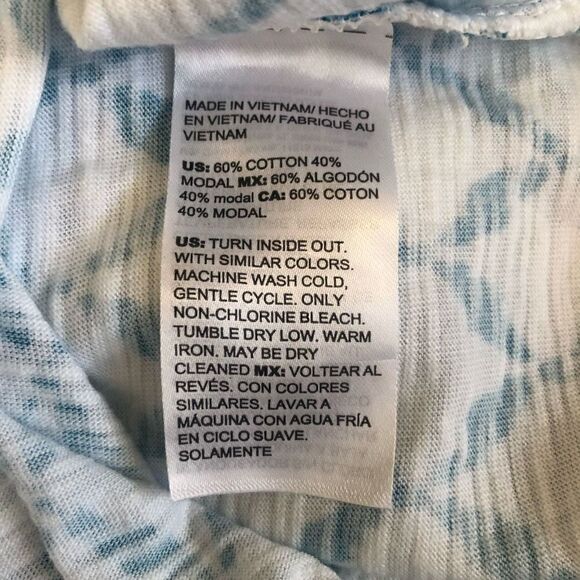 MADE IN VIETNAM/ HECHO
EN VIETNAM/ FABRIQUÉ AU
VIETNAM
US: 60% COTTON 40%
MODAL MX: 60% ALGODÓN
40% modal CA: 60% COTON
40% MODAL
US: TURN INSIDE OUT.
WITH SIMILAR COLORS.
MACHINE WASH COLD,
GENTLE CYCLE. ONLY
NON-CHLORINE BLEACH.
TUMBLE DRY LOW. WARM
IRON. MAY BE DRY
CLEANED MX: VOLTEAR AL
REVÉS. CON COLORES
SIMILARES. LAVAR A
MÁQUINA CON AGUA FRÍA
EN CICLO SUAVE.
SOLAMENTE